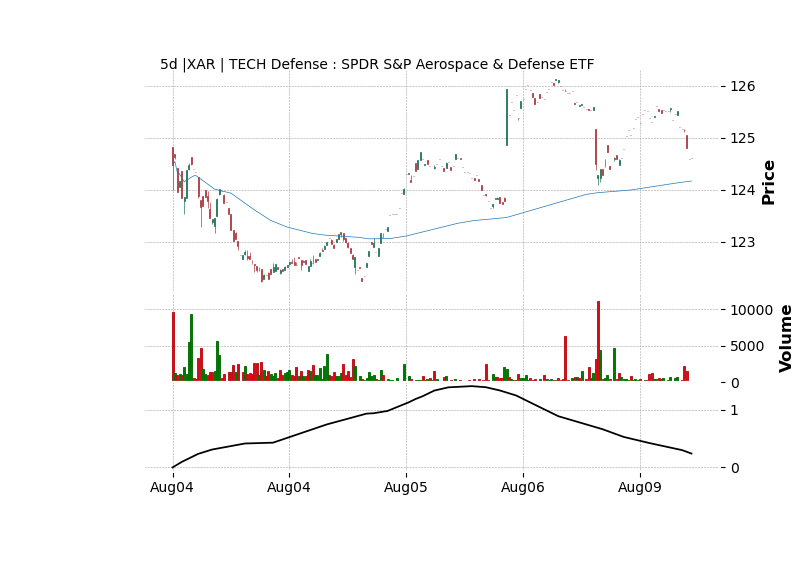 5d |XAR | TECH Defense : SPDR S&P Aerospace & Defense ETF
126
125
124
123
Price
10000
5000
0
Volume
1
0
Aug04 Aug04 Aug05 Aug06 Aug09